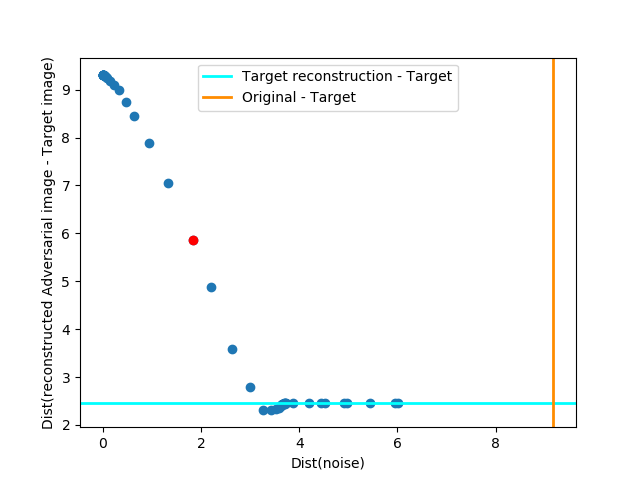 Target reconstruction - Target
Original - Target
Dist(reconstructed Adversarial image - Target image)
9
8
7
6
5
4
3
2
0 2 4 6 8
Dist(noise)